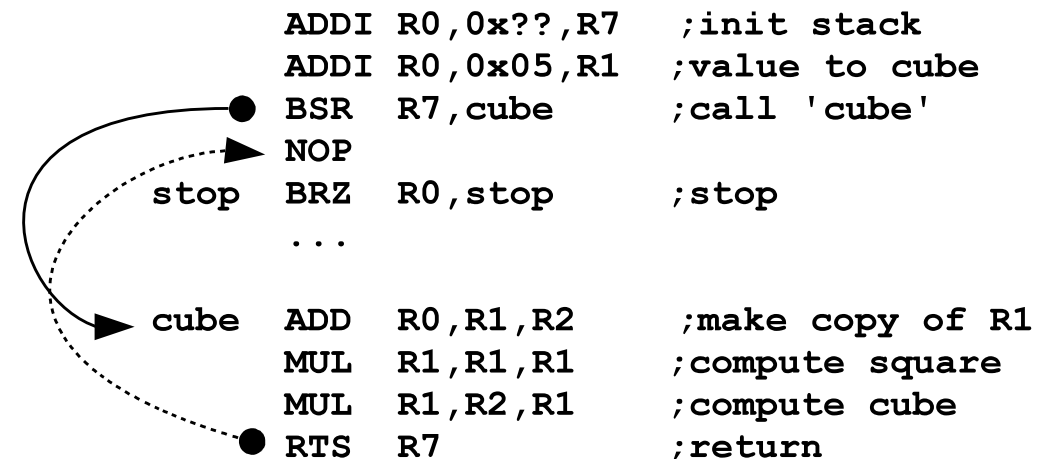 ADDI R0,0x??,R7 ;init stack
ADDI R0,0x05,R1 ;value to cube
BSR R7,cube ;call 'cube'
NOP
stop BRZ R0,stop ;stop
...
cube ADD R0,R1,R2 ;make copy of R1
MUL R1,R1,R1 ;compute square
MUL R1,R2,R1 ;compute cube
RTS R7 ;return